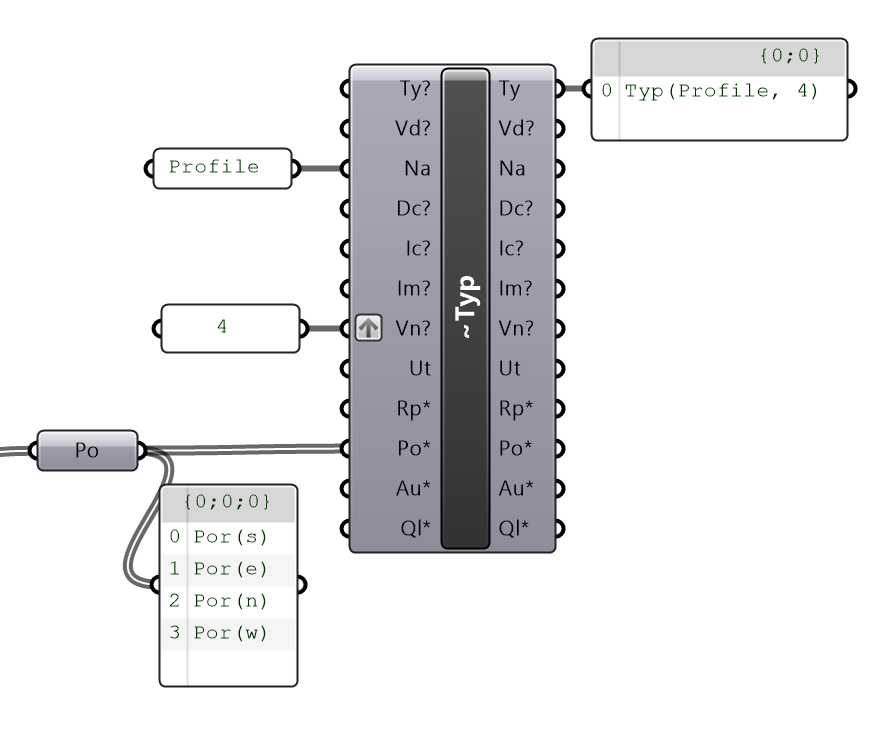 {0;0}
0 Typ(Profile, 4)
Ty? Ty
Vd? Vd?
Profile
Na Na
Dc? Dc?
Ic? Ic?
Im? Im?
~Typ
4
Vn? Vn?
Ut Ut
Rp* Rp*
Po
Po* Po*
Au* Au*
Ql* Ql*
{0;0;0}
0 Por(s)
1 Por(e)
2 Por(n)
3 Por(w)